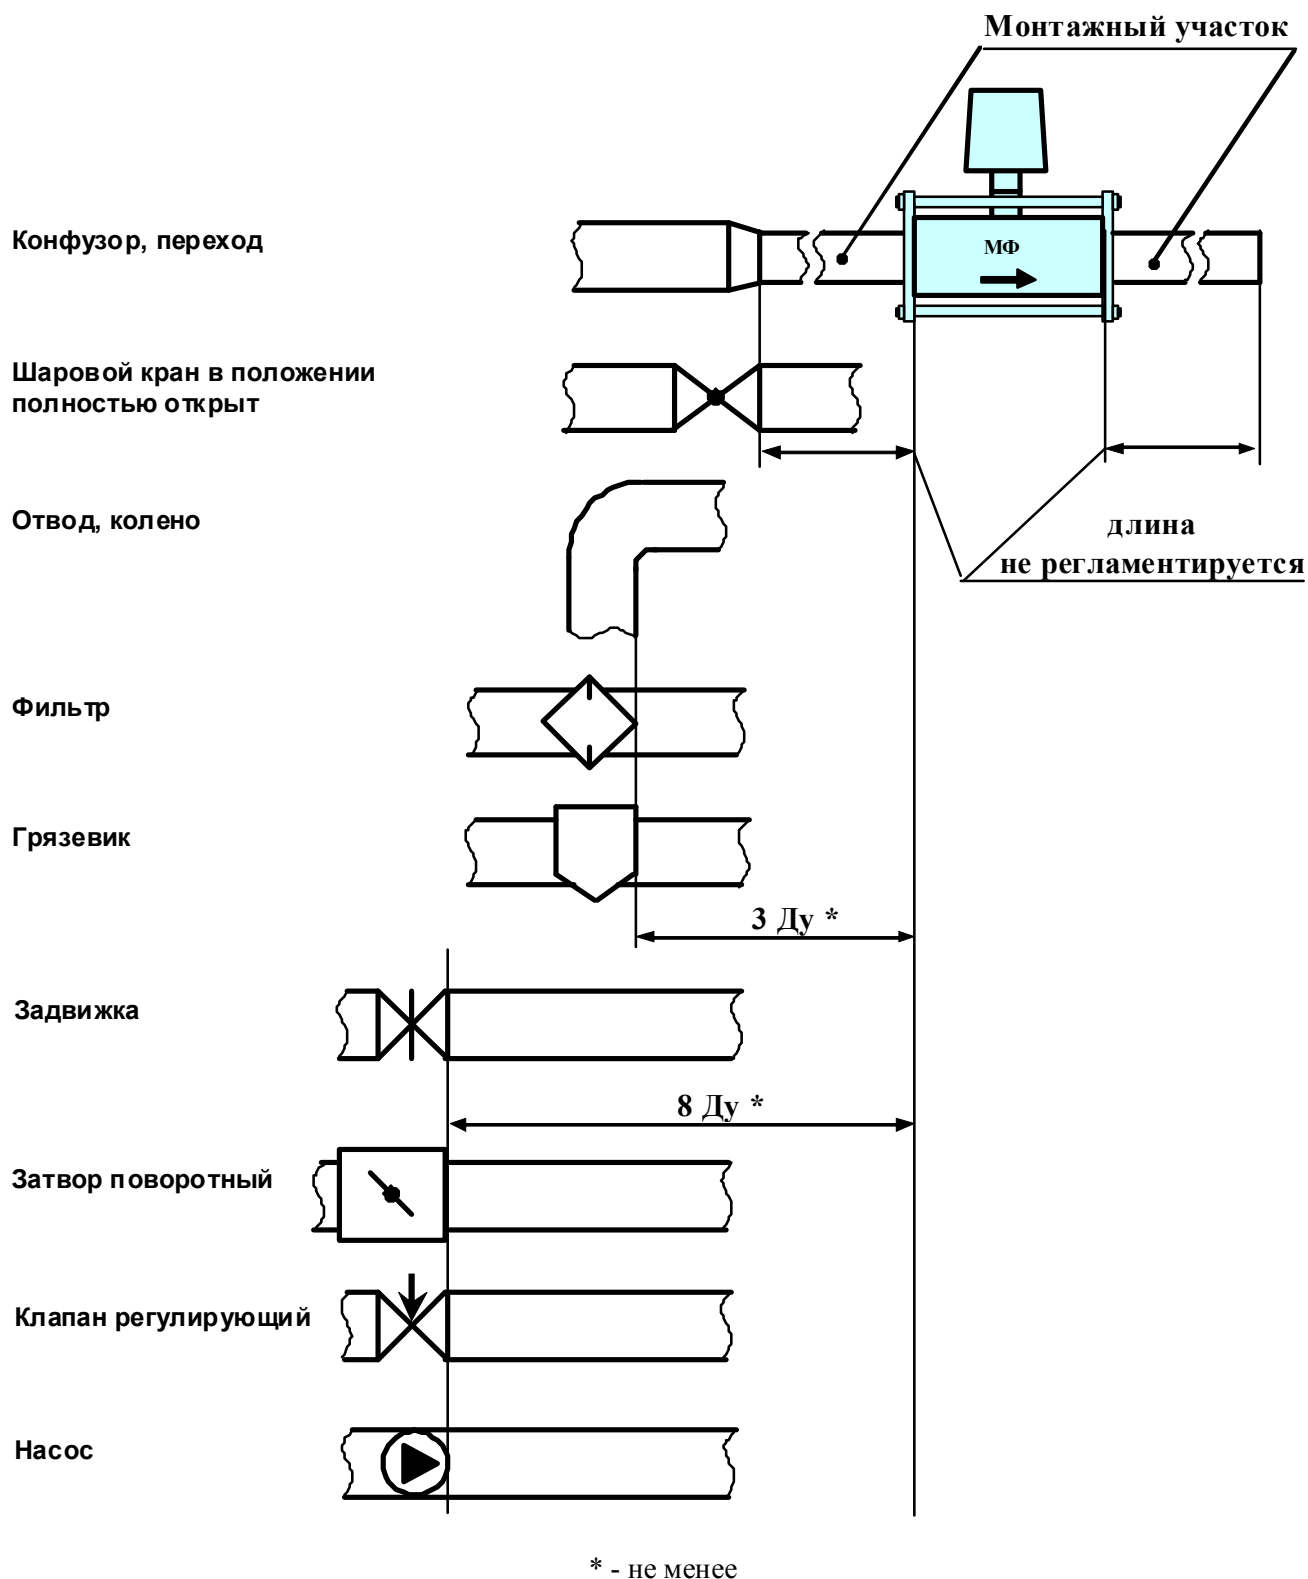 Монтажный участок
МФ
Конфузор, переход
Шаровой кран в положении
полностью открыт
Отвод, колено
длина
не регламентируется
Фильтр
Грязевик
3 Ду *
Задвижка
8 Ду *
Затвор поворотный
Клапан регулирующий
Насос
* - не менее